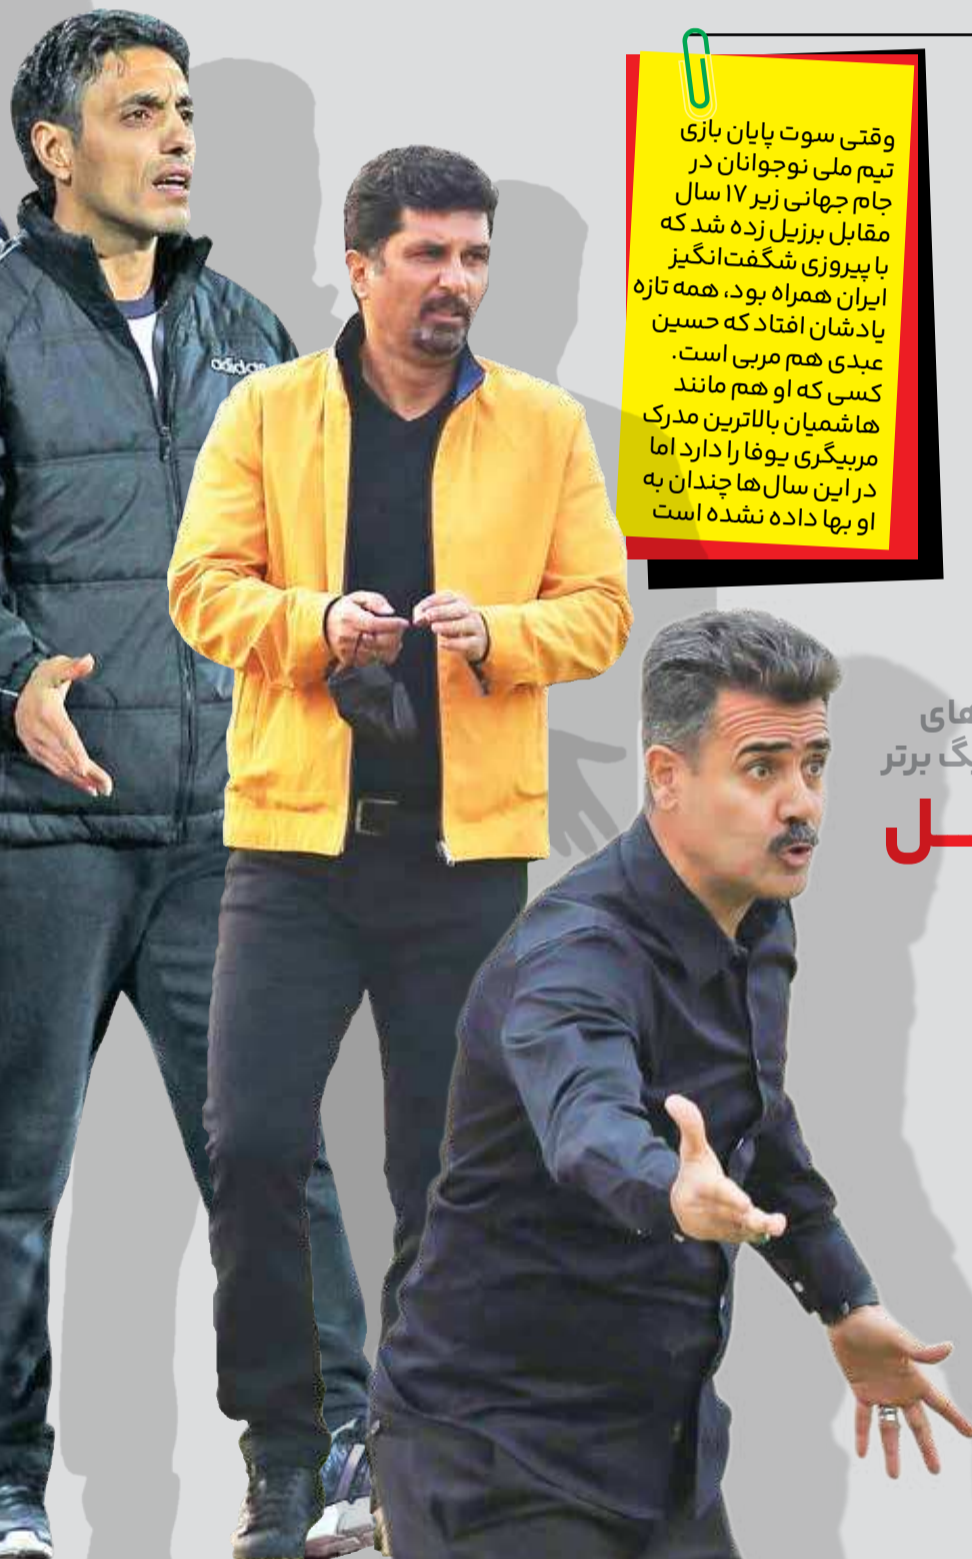 وقتی سوت پایان بازی
تیم ملی نوجوانان در
جام جهانی زیر ۱۷ سال
مقابل برزیل زده شد که
با پیروزی شگفت‌انگیز
ایران همراه بود، همه تازه
یادشان افتاد که حسین
عبدی هم مربی است.
کسی که او هم مانند
هاشمیان بالاترین مدرک
مربیگری یوفا را دارد اما
در این سال‌ها چندان به
او بها داده نشده است
adidas
برتر